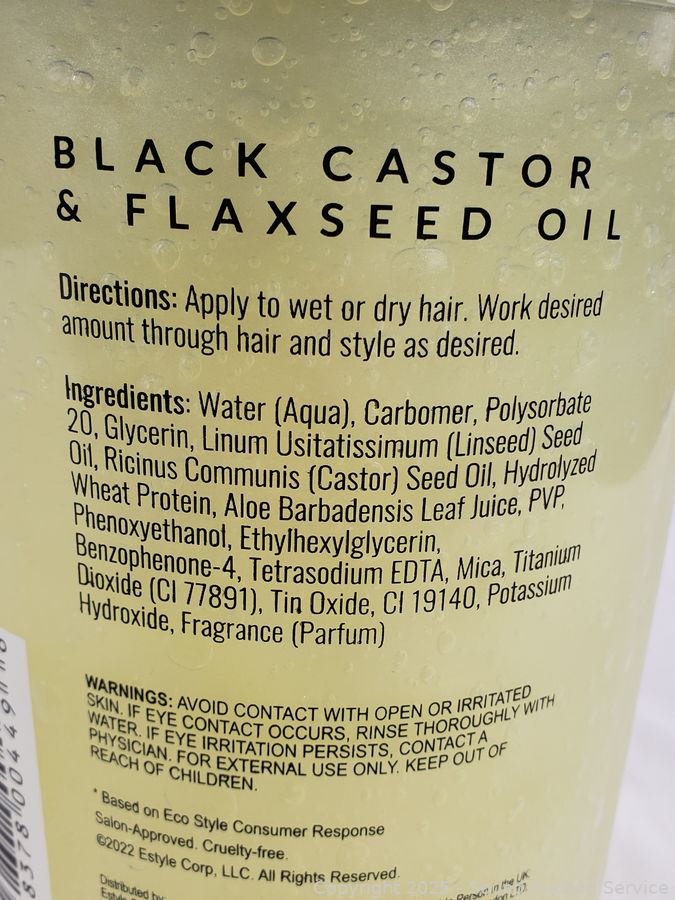 BLACK CASTOR
& FLAXSEED OIL
Directions: Apply to wet or dry hair. Work desired
amount through hair and style as desired.
Ingredients: Water (Aqua), Carbomer, Polysorbate
20, Glycerin, Linum Usitatissimum (Linseed) Seed
Oil, Ricinus Communis (Castor) Seed Oil, Hydrolyzed
Wheat Protein, Aloe Barbadensis Leaf Juice, PVP,
Phenoxyethanol, Ethylhexylglycerin,
Benzophenone-4, Tetrasodium EDTA, Mica, Titanium
Dioxide (CI 77891), Tin Oxide, CI 19140, Potassium
Hydroxide, Fragrance (Parfum)
WARNINGS: AVOID CONTACT WITH OPEN OR IRRITATED
SKIN. IF EYE CONTACT OCCURS, RINSE THOROUGHLY WITH
WATER. IF EYE IRRITATION PERSISTS, CONTACT A
PHYSICIAN. FOR EXTERNAL USE ONLY. KEEP OUT OF
REACH OF CHILDREN.
* Based on Eco Style Consumer Response
Salon-Approved. Cruelty-free.
©2022 Estyle Corp, LLC. All Rights Reserved.
Distributed by:
Person in the UK:
Copyright Service